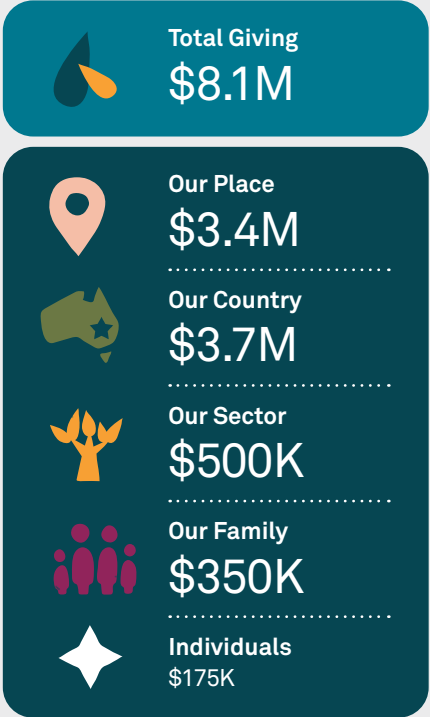 Total Giving
$8.1M
Our Place
$3.4M
Our Country
$3.7M
Our Sector
$500K
Our Family
$350K
Individuals
$175K